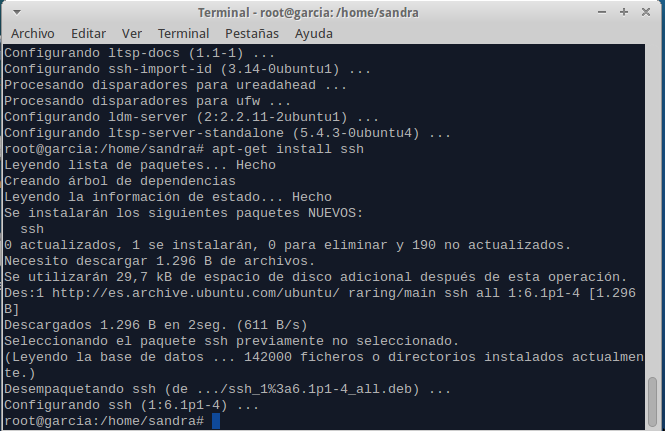 Terminal - root@garcia: /home/sandra
Archivo Editar Ver Terminal Pestañas Ayuda
Configurando ltsp-docs (1.1-1) ...
Configurando ssh-import-id (3.14-0ubuntu1) ...
Procesando disparadores para ureadahead ...
Procesando disparadores para ufw ...
Configurando ldm-server (2:2.2.11-2ubuntu1) ...
Configurando ltsp-server-standalone (5.4.3-0ubuntu4) ...
root@garcia:/home/sandra# apt-get install ssh
Leyendo lista de paquetes... Hecho
Creando árbol de dependencias
Leyendo la información de estado... Hecho
Se instalarán los siguientes paquetes NUEVOS:
ssh
0 actualizados, 1 se instalarán, 0 para eliminar y 190 no actualizados.
Necesito descargar 1.296 B de archivos.
Se utilizarán 29,7 kB de espacio de disco adicional después de esta operación.
Des:1 http://es.archive.ubuntu.com/ubuntu/ raring/main ssh all 1:6.1p1-4 [1.296
B]
Descargados 1.296 B en 2seg. (611 B/s)
Seleccionando el paquete ssh previamente no seleccionado.
(Leyendo la base de datos ... 142000 ficheros o directorios instalados actualmen
te.)
Desempaquetando ssh (de .../ssh_1%3a6.1p1-4_all.deb) ...
Configurando ssh (1:6.1p1-4) ...
root@garcia:/home/sandra#